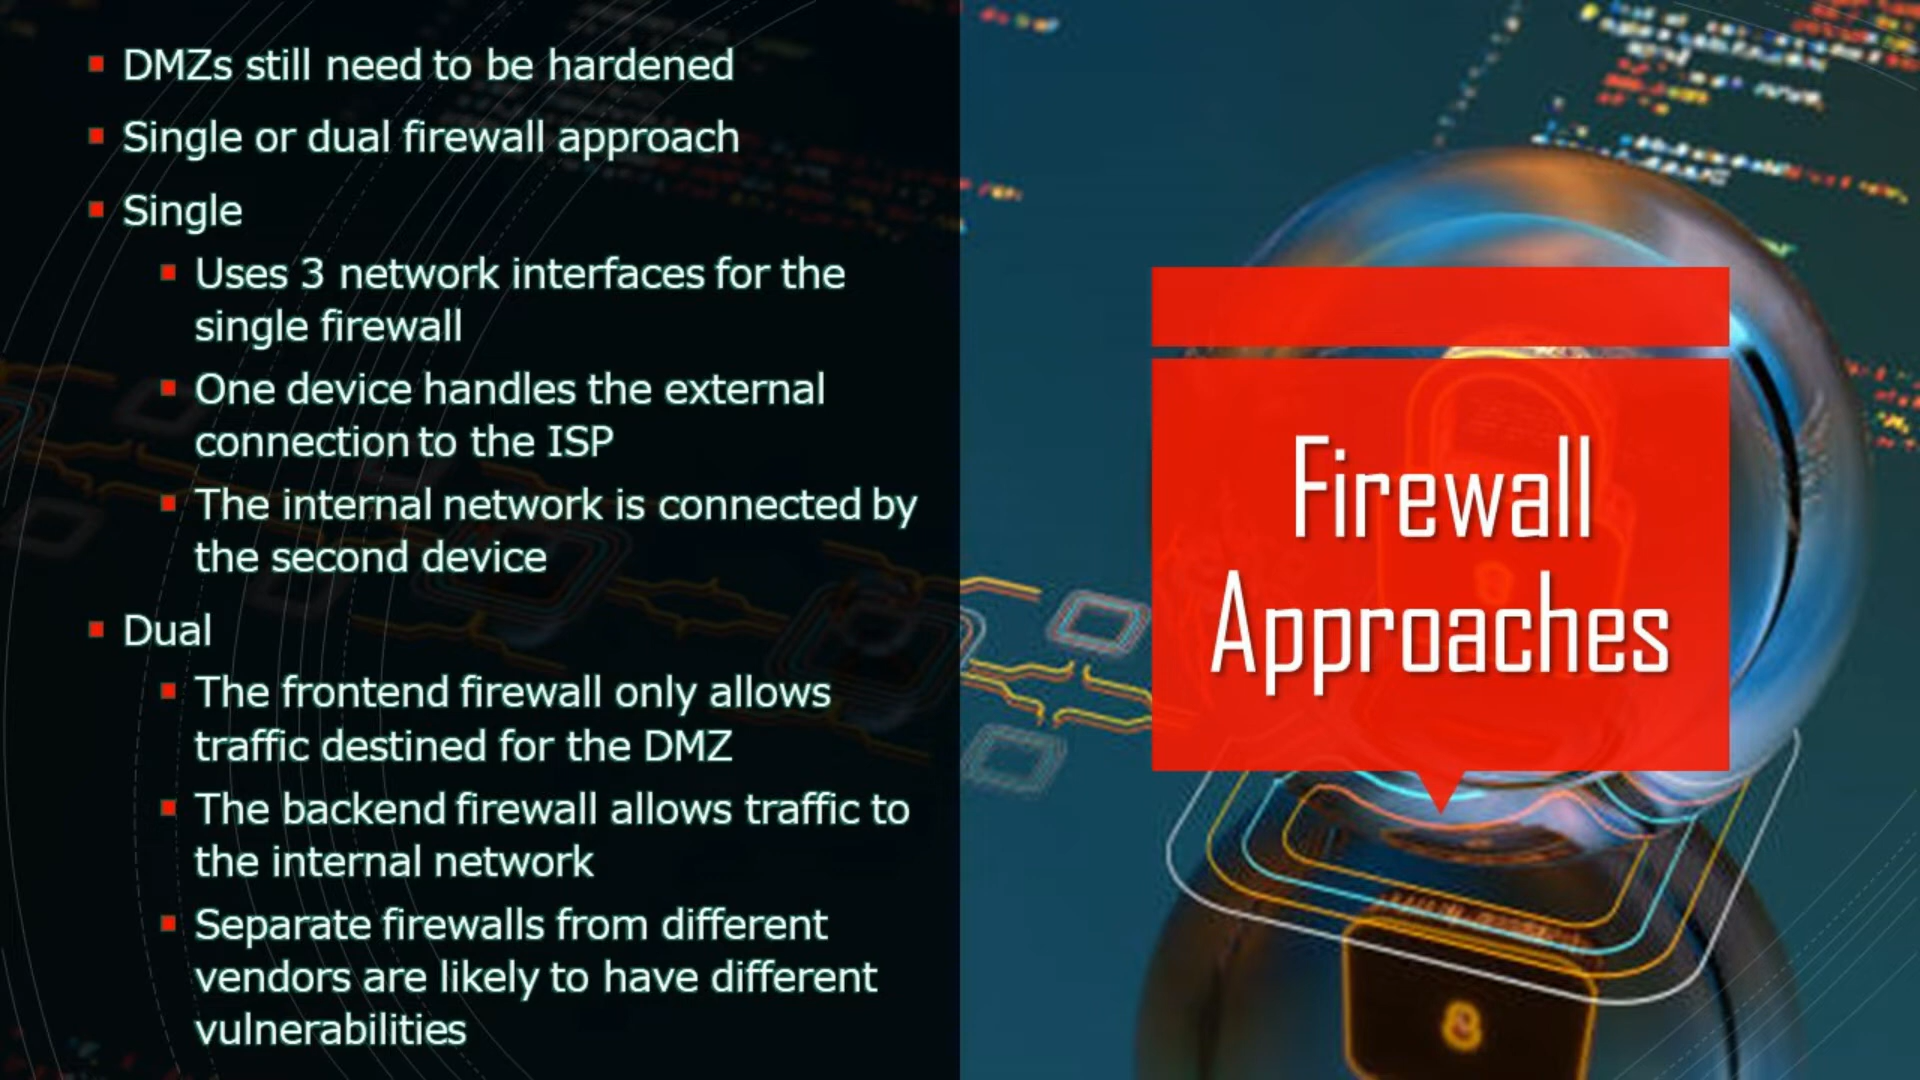 DMZs still need to be hardened
Single or dual firewall approach
Single
Uses 3 network interfaces for the
single firewall
One device handles the external
connection to the ISP
The internal network is connected by
the second device
Dual
The frontend firewall only allows
traffic destined for the DMZ
The backend firewall allows traffic to
the internal network
Separate firewalls from different
vendors are likely to have different
vulnerabilities
Firewall
Approaches